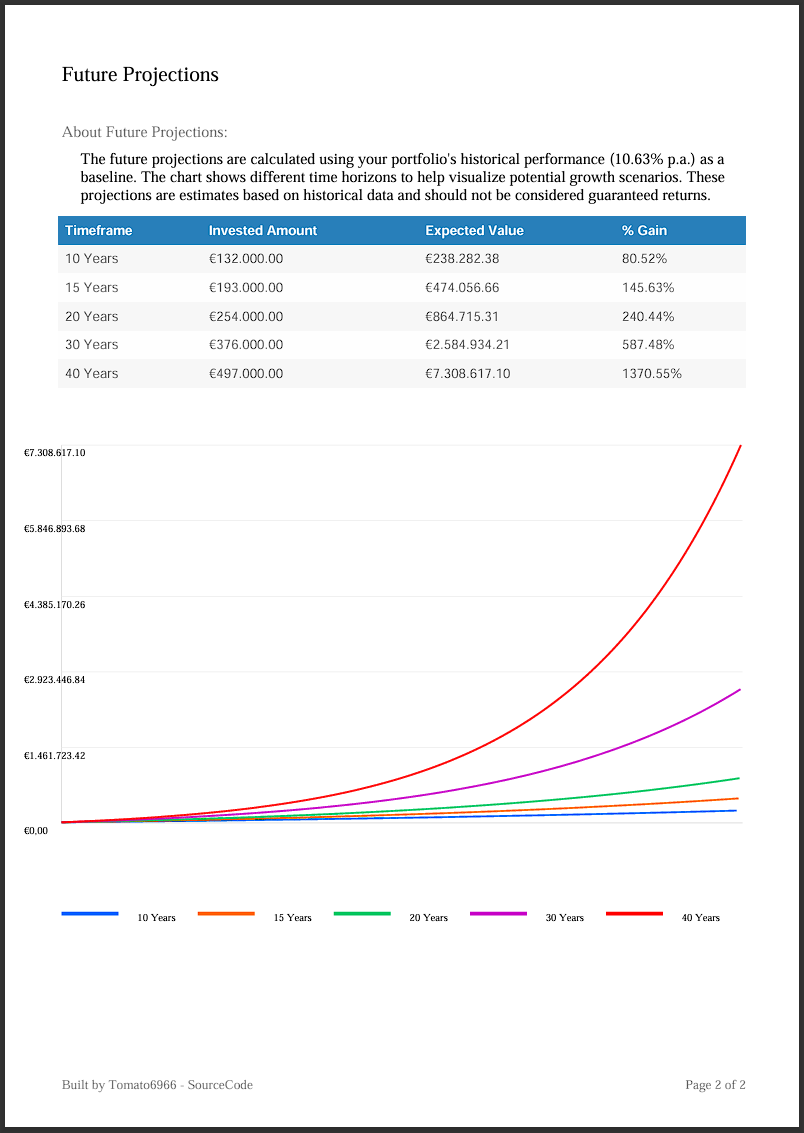 Future Projections
About Future Projections:
The future projections are calculated using your portfolio's historical performance (10.63% p.a.) as a
baseline. The chart shows different time horizons to help visualize potential growth scenarios. These
projections are estimates based on historical data and should not be considered guaranteed returns.
Timeframe Invested Amount Expected Value % Gain
10 Years €132.000.00 €238.282.38 80.52%
15 Years €193.000.00 €474.056.66 145.63%
20 Years €254.000.00 €864.715.31 240.44%
30 Years €376.000.00 €2.584.934.21 587.48%
40 Years €497.000.00 €7.308.617.10 1370.55%
€7.308.617.10
€5.846.893.68
€4.385.170.26
€2.923.446.84
€1.461.723.42
€0,00
10 Years 15 Years 20 Years 30 Years 40 Years
Built by Tomato6966 - SourceCode Page 2 of 2